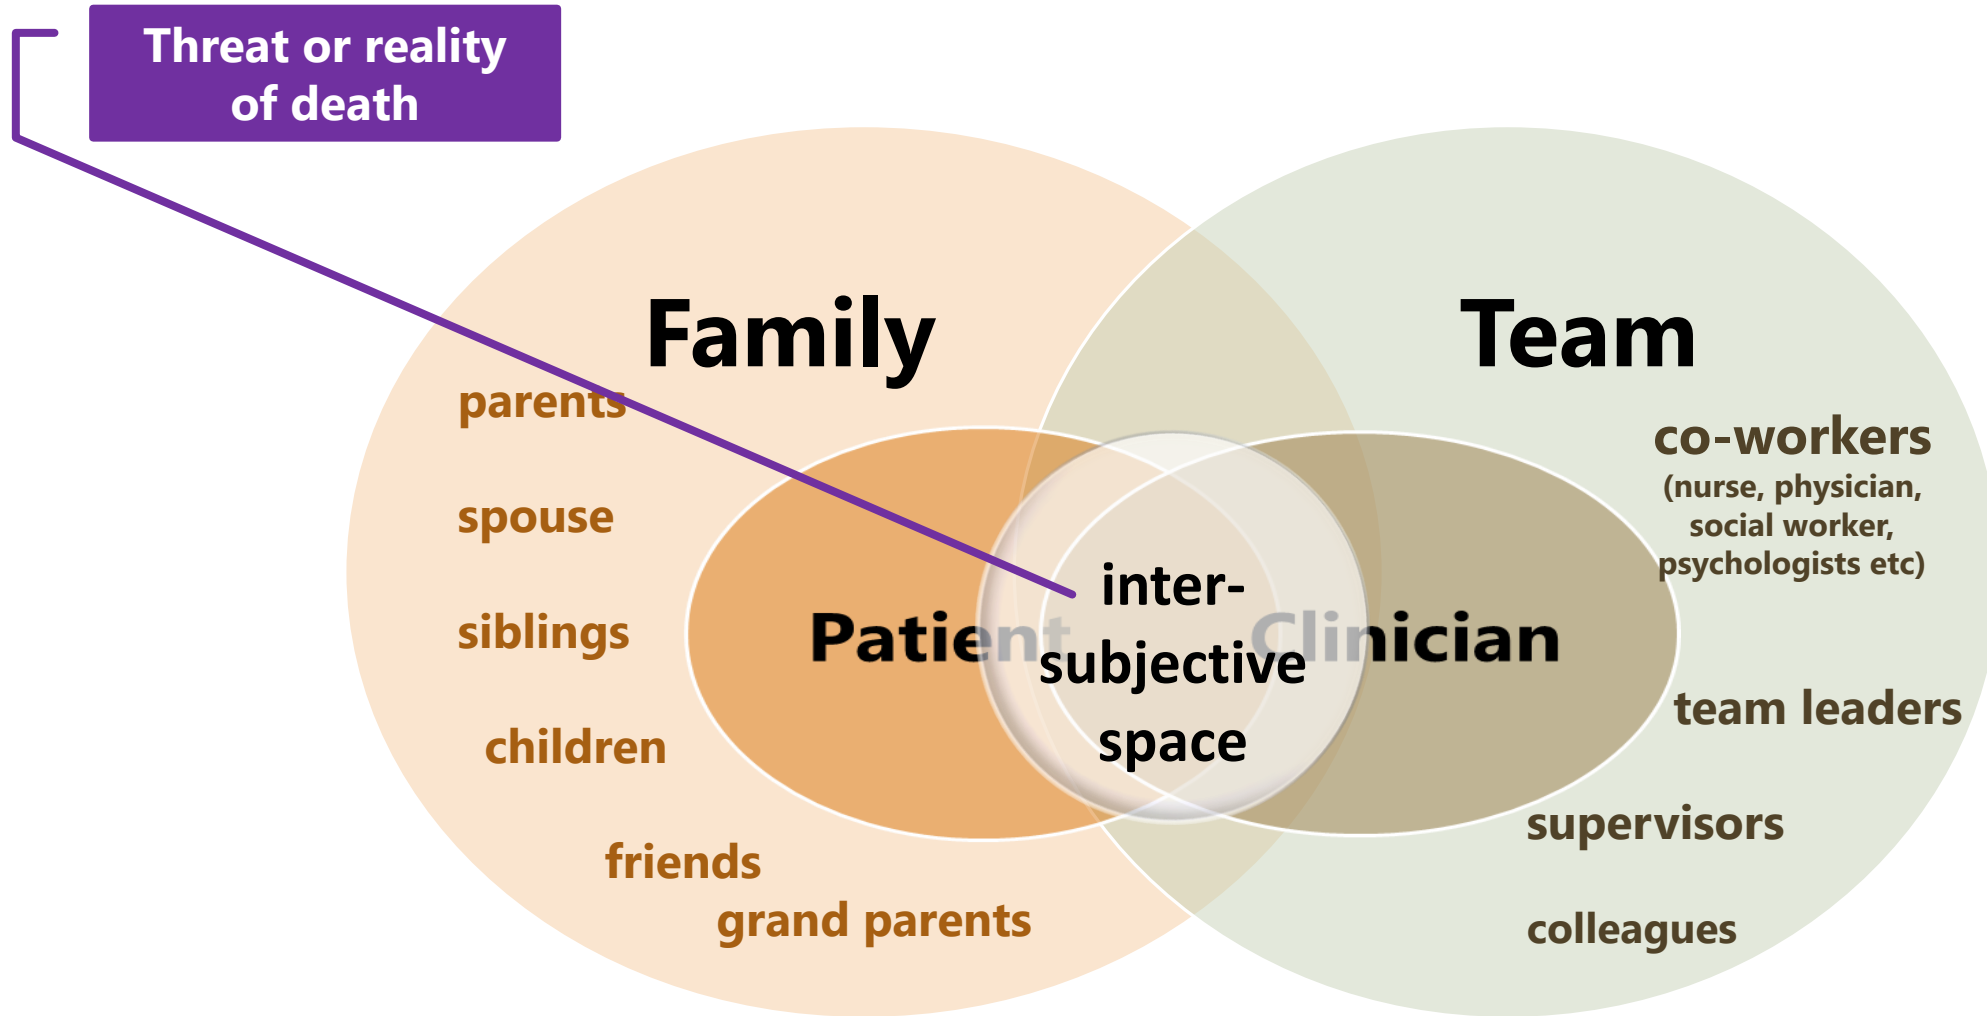 Threat or reality
of death
Family
parents
spouse
siblings
children
friends
grand parents
Patient
inter-
subjective
space
Clinician
Team
co-workers
(nurse, physician,
social worker,
psychologists etc)
team leaders
supervisors
colleagues